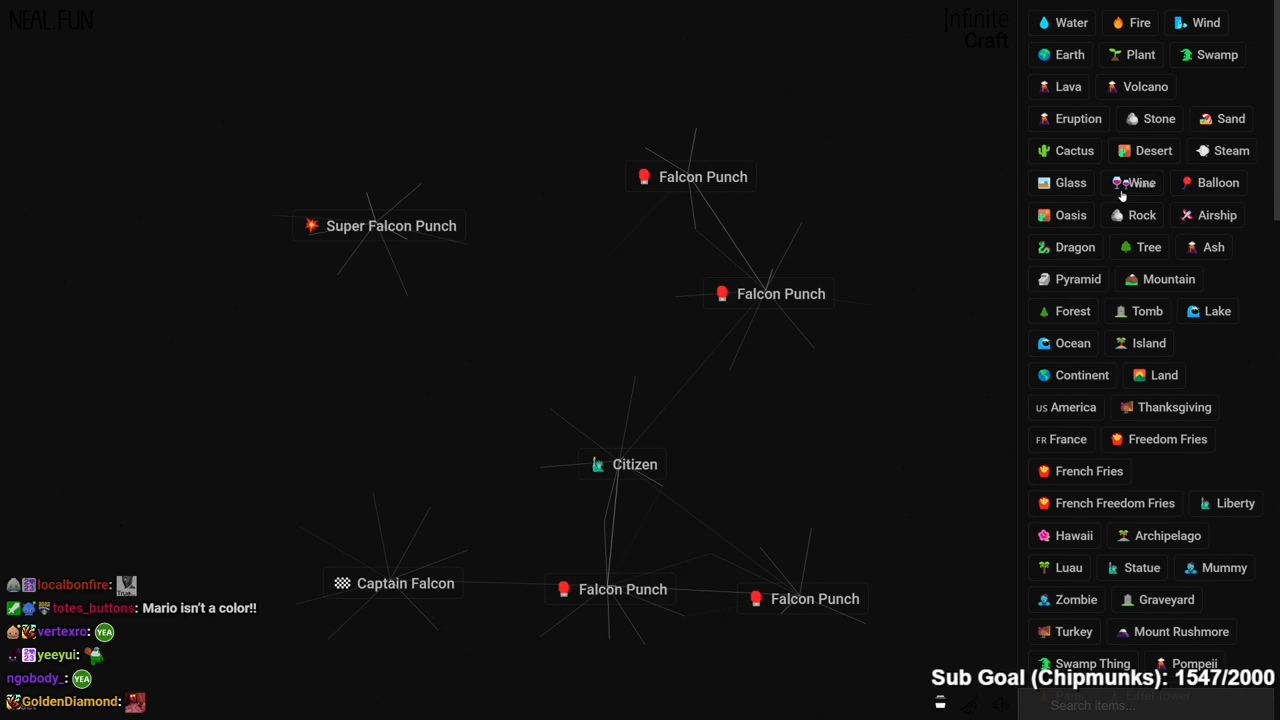 NEAL.FUN
Infinite
Craft
Super Falcon Punch
Falcon Punch
Falcon Punch
Citizen
Captain Falcon
Falcon Punch
Falcon Punch
localbonfire:
totes_buttons: Mario isn't a color!!
vertexro: YEA
yeeyui:
ngobody_: YEA
GoldenDiamond:
Water Fire Wind
Earth Plant Swamp
Lava Volcano
Eruption Stone Sand
Cactus Desert Steam
Glass Wine Balloon
Oasis Rock Airship
Dragon Tree Ash
Pyramid Mountain
Forest Tomb Lake
Ocean Island
Continent Land
US America Thanksgiving
FR France Freedom Fries
French Fries
French Freedom Fries Liberty
Hawaii Archipelago
Luau Statue Mummy
Zombie Graveyard
Turkey Mount Rushmore
Swamp Thing Pompeii
Sub Goal (Chipmunks): 1547/2000
Search items...